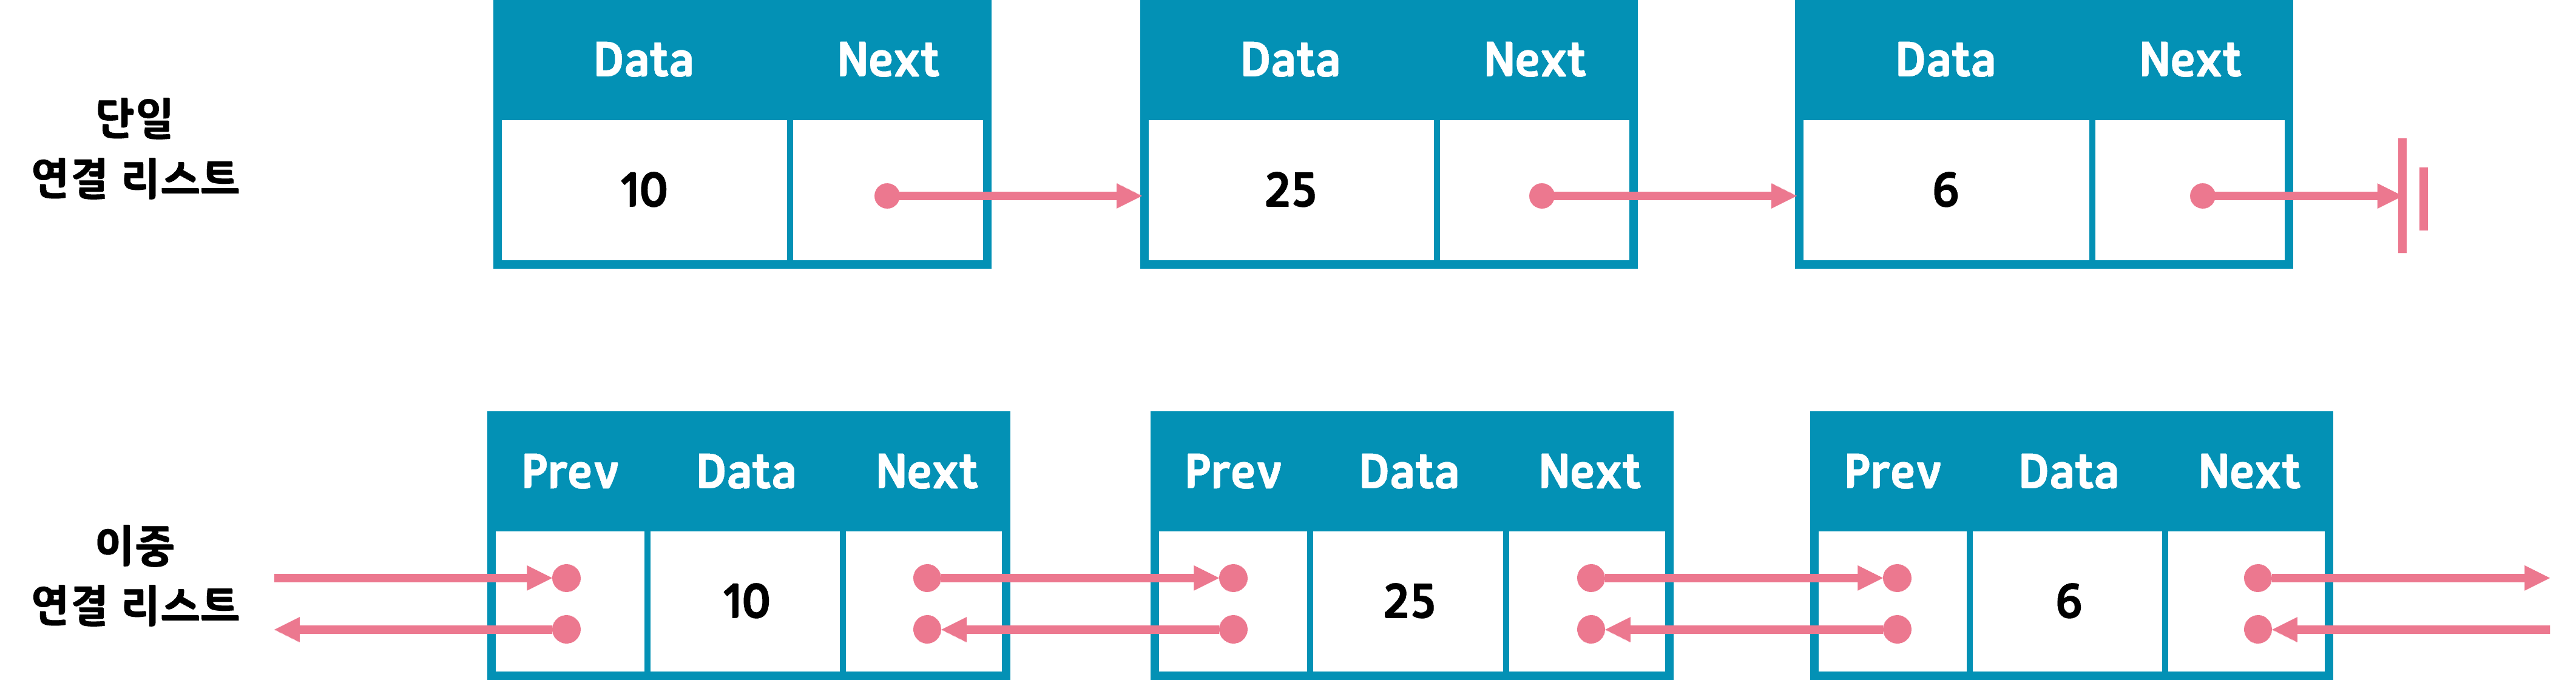 단일
연결 리스트
Data Next
10
Data Next
25
Data Next
6
이중
연결 리스트
Prev Data Next
10
Prev Data Next
25
Prev Data Next
6